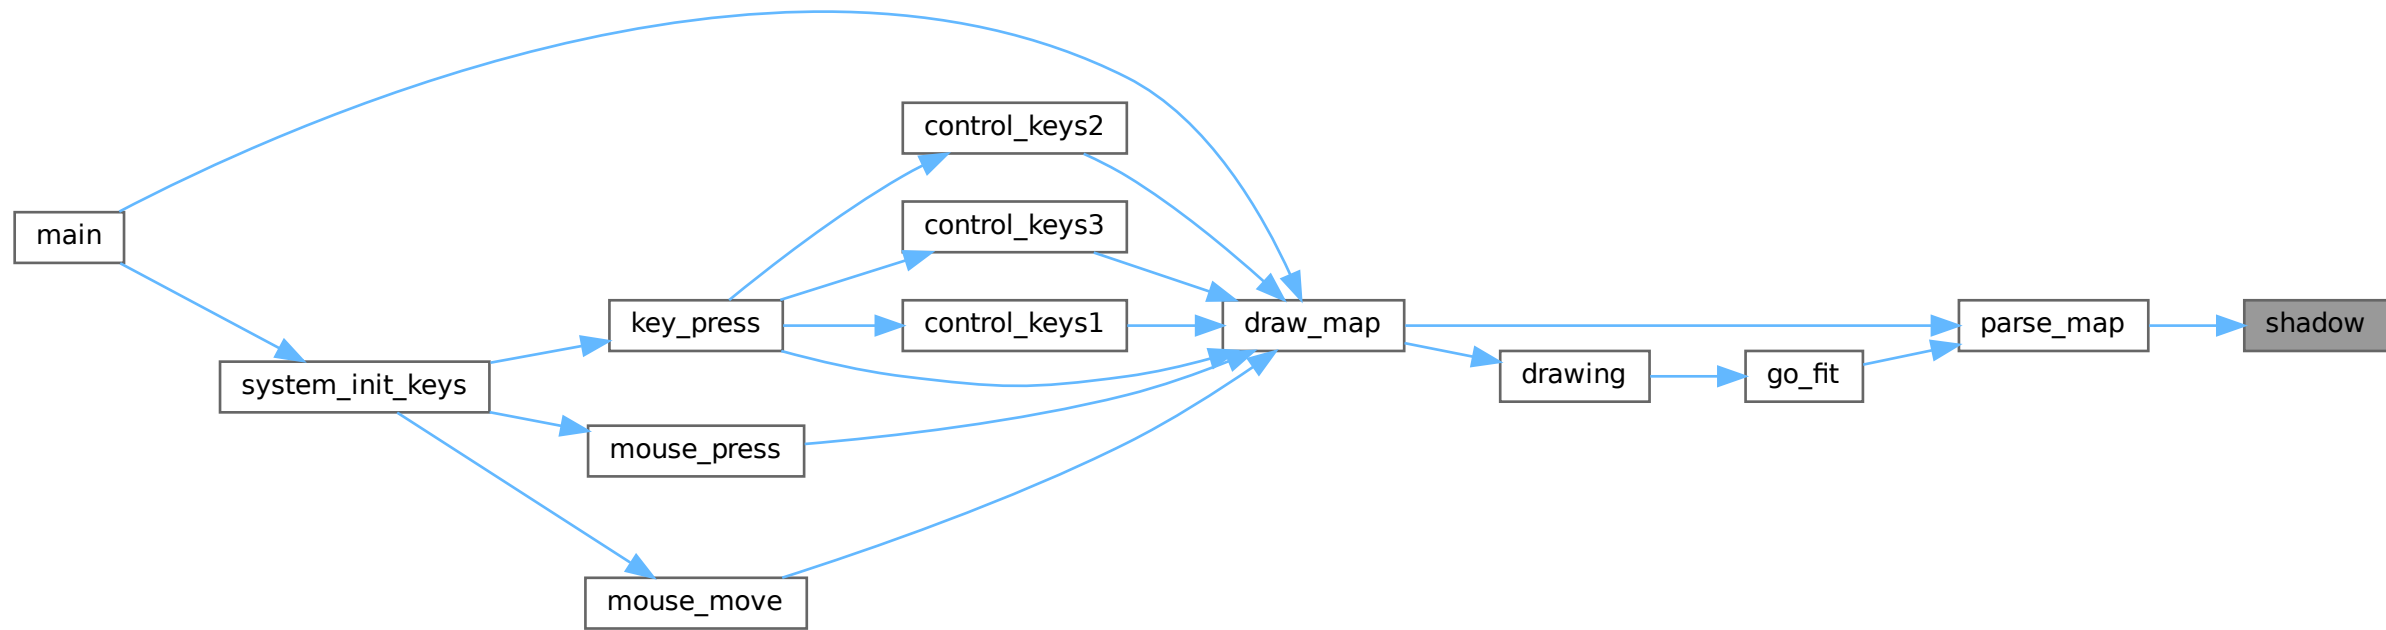 main
system_init_keys
key_press
mouse_press
mouse_move
control_keys2
control_keys3
control_keys1
draw_map
drawing
go_fit
parse_map
shadow